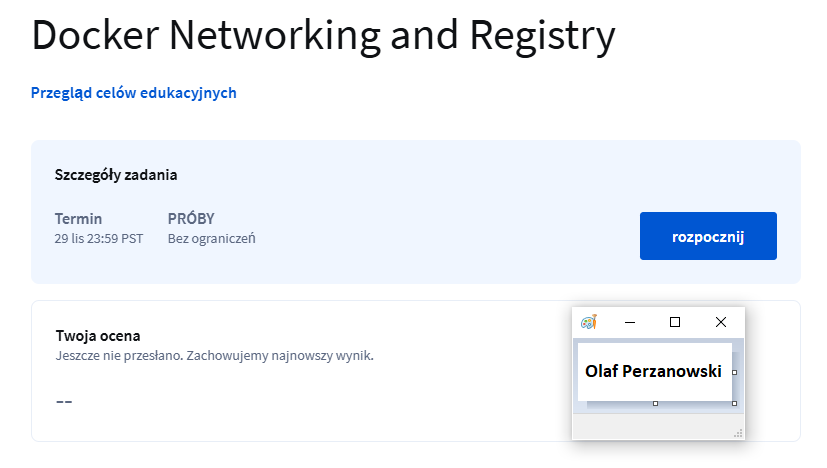 Docker Networking and Registry
Przegląd celów edukacyjnych
Szczegóły zadania
Termin
29 lis 23:59 PST
PRÓBY
Bez ograniczeń
rozpocznij
Twoja ocena
Jeszcze nie przesłano. Zachowujemy najnowszy wynik.
--
Olaf Perzanowski